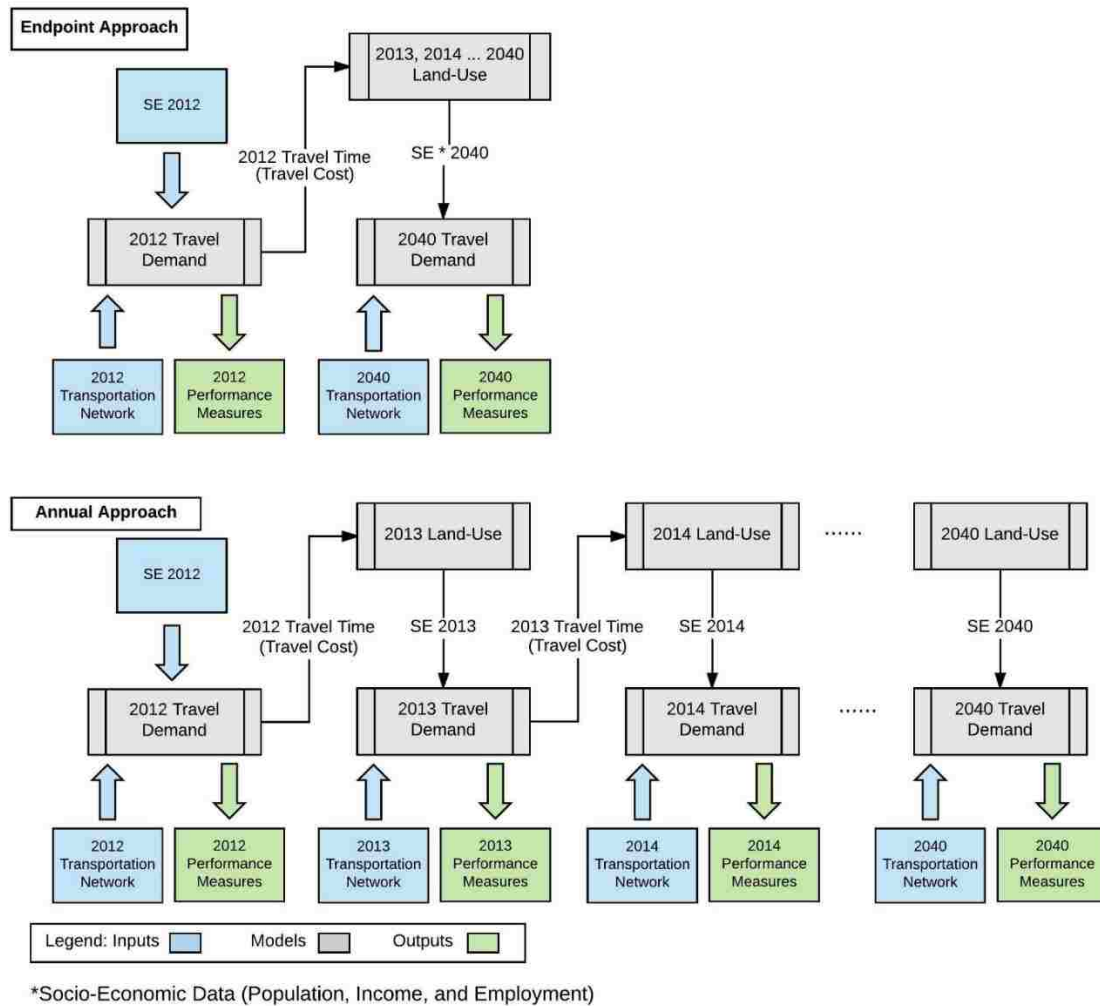 Endpoint Approach
SE 2012
2013, 2014 ... 2040
Land-Use
2012 Travel Time
(Travel Cost)
SE * 2040
2012 Travel
Demand
2040 Travel
Demand
2012
Transportation
Network
2012
Performance
Measures
2040
Transportation
Network
2040
Performance
Measures
Annual Approach
SE 2012
2013 Land-Use
2014 Land-Use
......
2040 Land-Use
2012 Travel Time
(Travel Cost)
SE 2013
2013 Travel Time
(Travel Cost)
SE 2014
SE 2040
2012 Travel
Demand
2013 Travel
Demand
2014 Travel
Demand
......
2040 Travel
Demand
2012
Transportation
Network
2012
Performance
Measures
2013
Transportation
Network
2013
Performance
Measures
2014
Transportation
Network
2014
Performance
Measures
2040
Transportation
Network
2040
Performance
Measures
Legend: Inputs Models Outputs
*Socio-Economic Data (Population, Income, and Employment)